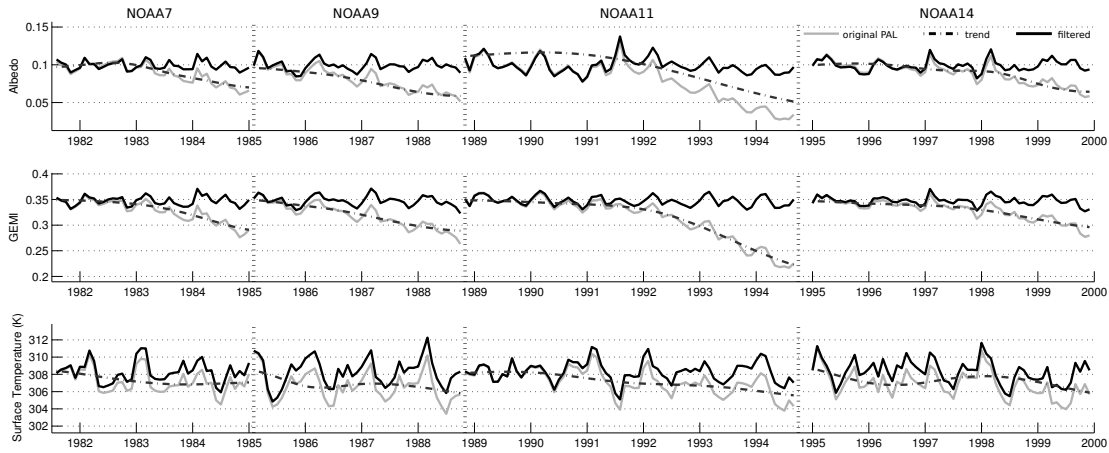 NOAA7 NOAA9 NOAA11 NOAA14
original PAL trend filtered
Albedo
0.15
0.1
0.05
1982 1983 1984 1985 1986 1987 1988 1989 1990 1991 1992 1993 1994 1995 1996 1997 1998 1999 2000
GEMI
0.4
0.35
0.3
0.25
0.2
1982 1983 1984 1985 1986 1987 1988 1989 1990 1991 1992 1993 1994 1995 1996 1997 1998 1999 2000
Surface Temperature (K)
312
310
308
306
304
302
1982 1983 1984 1985 1986 1987 1988 1989 1990 1991 1992 1993 1994 1995 1996 1997 1998 1999 2000